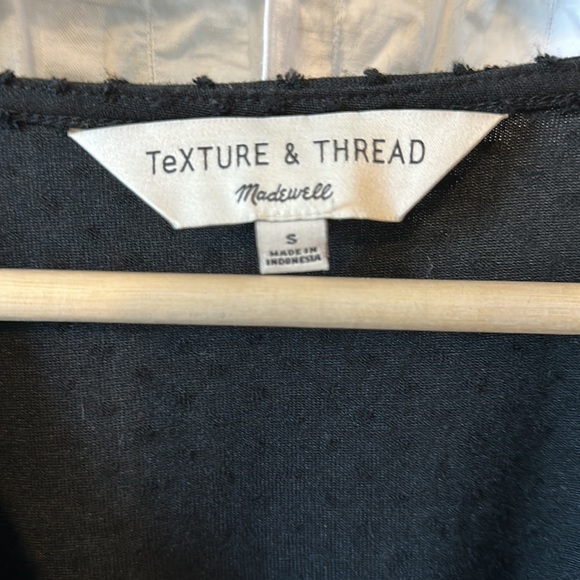 TeXTURE & THREAD
Madewell
S
MADE IN
INDONESIA